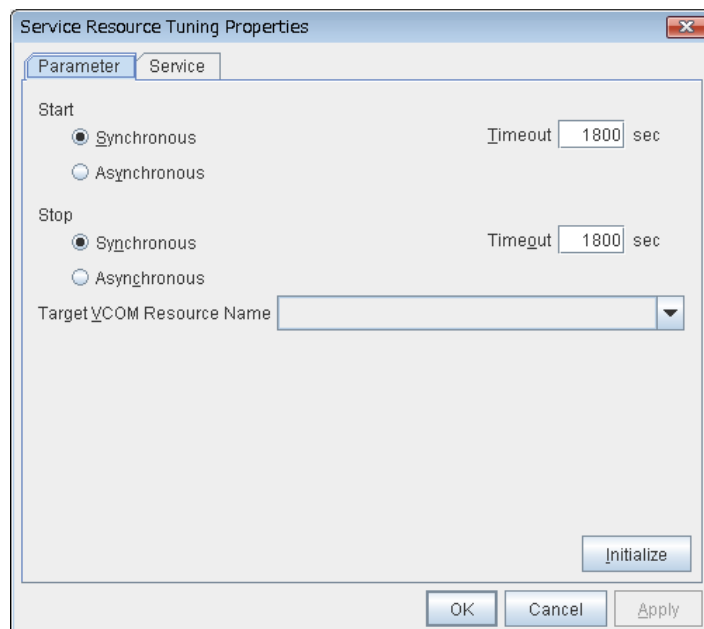 Service Resource Tuning Properties
Parameter Service
Start
Synchronous Timeout 1800 sec
Asynchronous
Stop
Synchronous Timeout 1800 sec
Asynchronous
Target VCOM Resource Name
Initialize
OK Cancel Apply